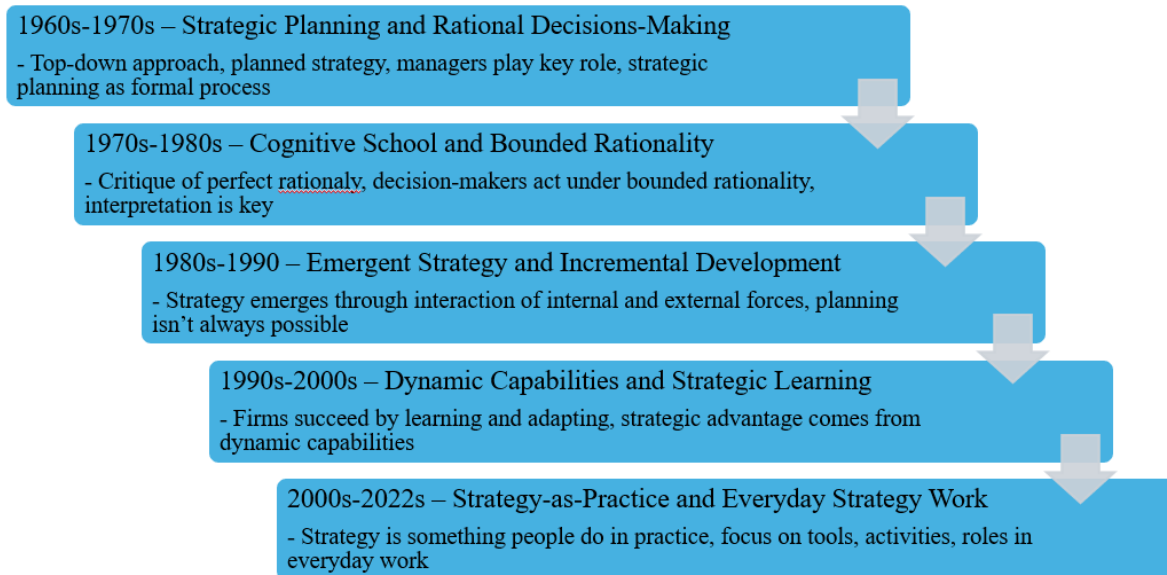 1960s-1970s – Strategic Planning and Rational Decisions-Making
- Top-down approach, planned strategy, managers play key role, strategic
planning as formal process
1970s-1980s – Cognitive School and Bounded Rationality
- Critique of perfect rationaly, decision-makers act under bounded rationality,
interpretation is key
1980s-1990 – Emergent Strategy and Incremental Development
- Strategy emerges through interaction of internal and external forces, planning
isn’t always possible
1990s-2000s – Dynamic Capabilities and Strategic Learning
- Firms succeed by learning and adapting, strategic advantage comes from
dynamic capabilities
2000s-2022s – Strategy-as-Practice and Everyday Strategy Work
- Strategy is something people do in practice, focus on tools, activities, roles in
everyday work